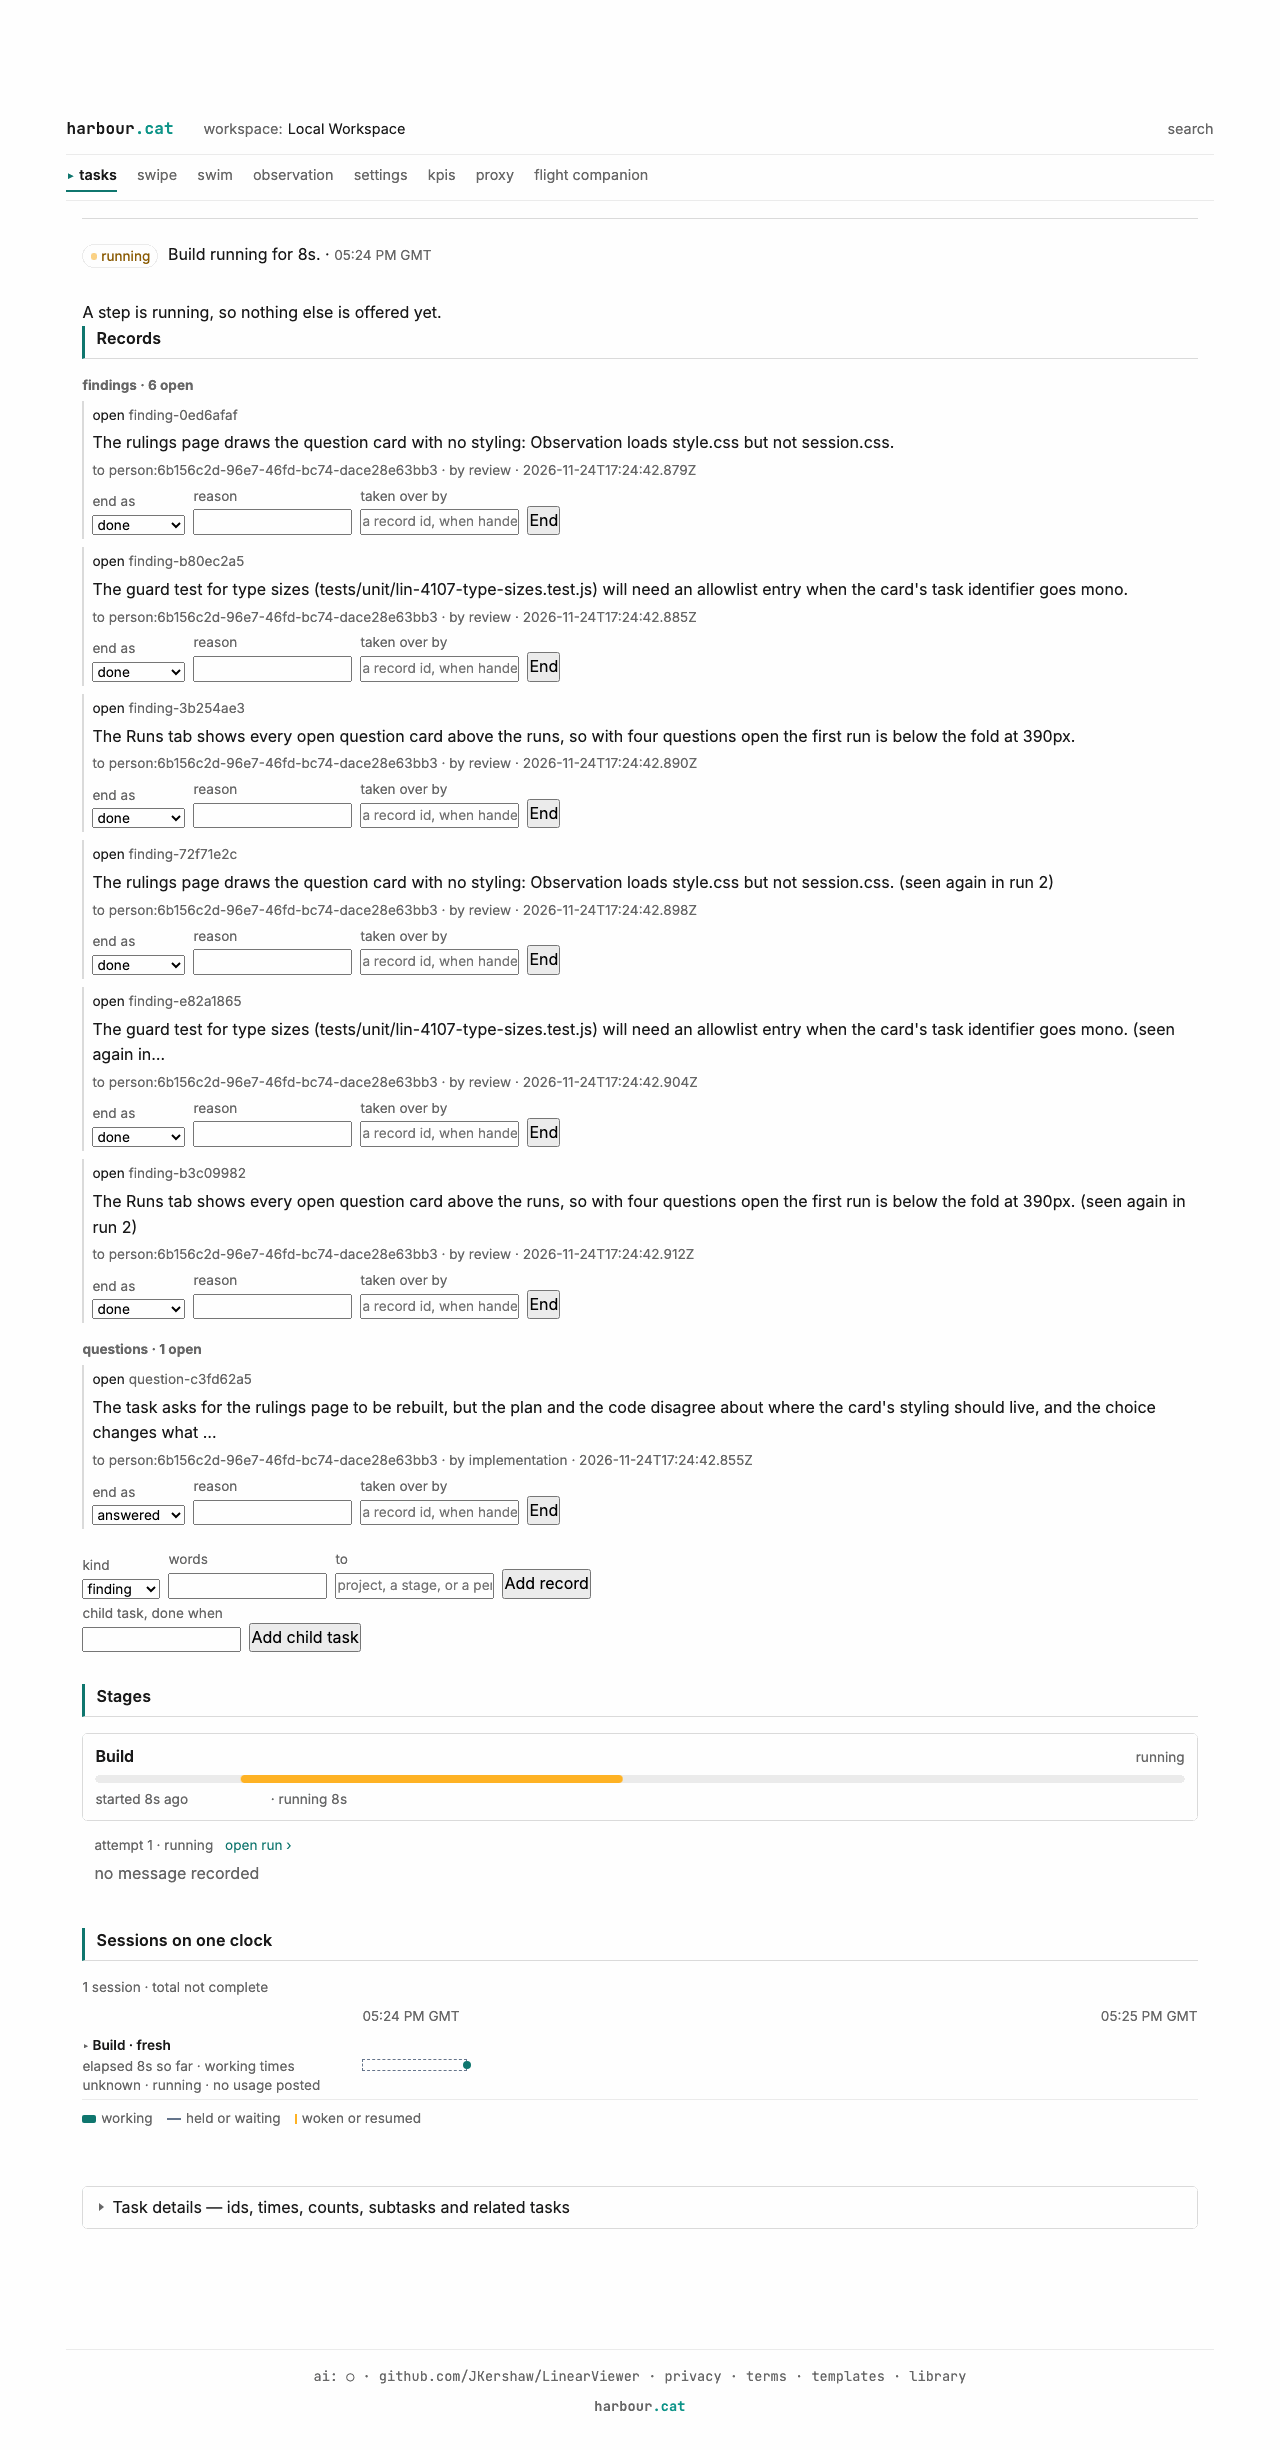 harbour.cat workspace: Local Workspace search
▸ tasks swipe swim observation settings kpis proxy flight companion
running Build running for 8s. · 05:24 PM GMT
A step is running, so nothing else is offered yet.
Records
findings · 6 open
open finding-0ed6afaf
The rulings page draws the question card with no styling: Observation loads style.css but not session.css.
to person:6b156c2d-96e7-46fd-bc74-dace28e63bb3 · by review · 2026-11-24T17:24:42.879Z
end as reason taken over by
done a record id, when hande End
open finding-b80ec2a5
The guard test for type sizes (tests/unit/lin-4107-type-sizes.test.js) will need an allowlist entry when the card's task identifier goes mono.
to person:6b156c2d-96e7-46fd-bc74-dace28e63bb3 · by review · 2026-11-24T17:24:42.885Z
end as reason taken over by
done a record id, when hande End
open finding-3b254ae3
The Runs tab shows every open question card above the runs, so with four questions open the first run is below the fold at 390px.
to person:6b156c2d-96e7-46fd-bc74-dace28e63bb3 · by review · 2026-11-24T17:24:42.890Z
end as reason taken over by
done a record id, when hande End
open finding-72f71e2c
The rulings page draws the question card with no styling: Observation loads style.css but not session.css. (seen again in run 2)
to person:6b156c2d-96e7-46fd-bc74-dace28e63bb3 · by review · 2026-11-24T17:24:42.898Z
end as reason taken over by
done a record id, when hande End
open finding-e82a1865
The guard test for type sizes (tests/unit/lin-4107-type-sizes.test.js) will need an allowlist entry when the card's task identifier goes mono. (seen
again in…
to person:6b156c2d-96e7-46fd-bc74-dace28e63bb3 · by review · 2026-11-24T17:24:42.904Z
end as reason taken over by
done a record id, when hande End
open finding-b3c09982
The Runs tab shows every open question card above the runs, so with four questions open the first run is below the fold at 390px. (seen again in
run 2)
to person:6b156c2d-96e7-46fd-bc74-dace28e63bb3 · by review · 2026-11-24T17:24:42.912Z
end as reason taken over by
done a record id, when hande End
questions · 1 open
open question-c3fd62a5
The task asks for the rulings page to be rebuilt, but the plan and the code disagree about where the card's styling should live, and the choice
changes what …
to person:6b156c2d-96e7-46fd-bc74-dace28e63bb3 · by implementation · 2026-11-24T17:24:42.855Z
end as reason taken over by
answered a record id, when hande End
kind words to
finding project, a stage, or a per Add record
child task, done when
Add child task
Stages
Build running
started 8s ago · running 8s
attempt 1 · running open run ›
no message recorded
Sessions on one clock
1 session · total not complete
05:24 PM GMT 05:25 PM GMT
▸ Build · fresh
elapsed 8s so far · working times
unknown · running · no usage posted
working held or waiting woken or resumed
Task details — ids, times, counts, subtasks and related tasks
ai: ○ · github.com/JKershaw/LinearViewer · privacy · terms · templates · library
harbour.cat